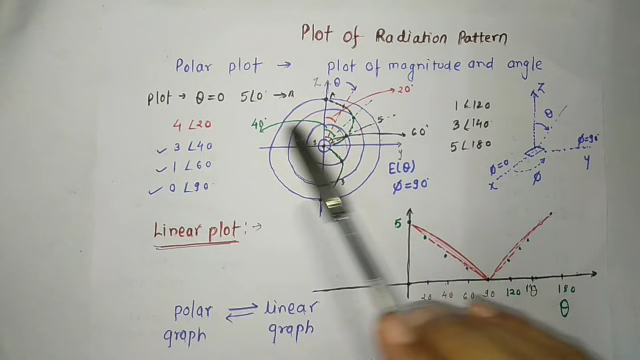 Plot of Radiation Pattern
Polar plot → plot of magnitude and angle
plot → θ=0 5∠0° → A
4 ∠20
✓ 3 ∠40
✓ 1 ∠60
✓ 0 ∠90°
40°
Z
θ
A
20°
5
60°
y
3
E(θ)
φ=90°
1∠120
3∠140
5∠180
Z
θ
φ=0
φ=90°
x
φ
y
Linear plot :→
5
20 40 60 90 120 180
θ
polar graph ⇌ linear graph